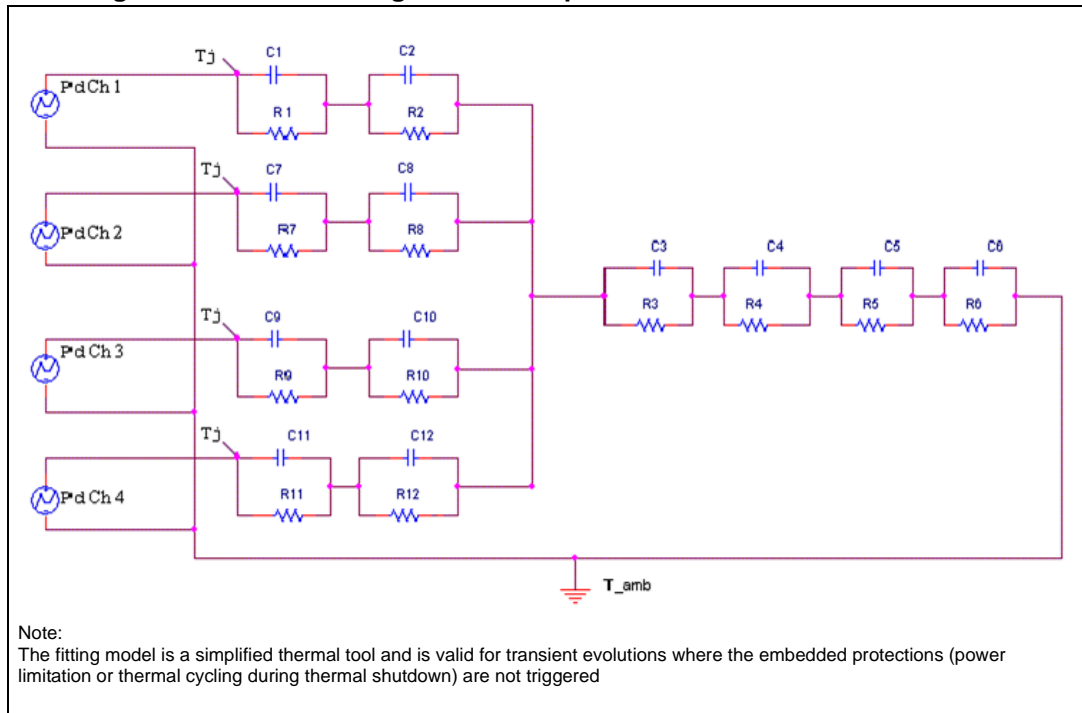 Tj
C1
C2
PdCh1
R1
R2
Tj
C7
C8
PdCh2
R7
R8
C3
C4
C5
C6
R3
R4
R5
R6
Tj
C9
C10
PdCh3
R9
R10
Tj
C11
C12
PdCh4
R11
R12
T_amb
Note:
The fitting model is a simplified thermal tool and is valid for transient evolutions where the embedded protections (power
limitation or thermal cycling during thermal shutdown) are not triggered